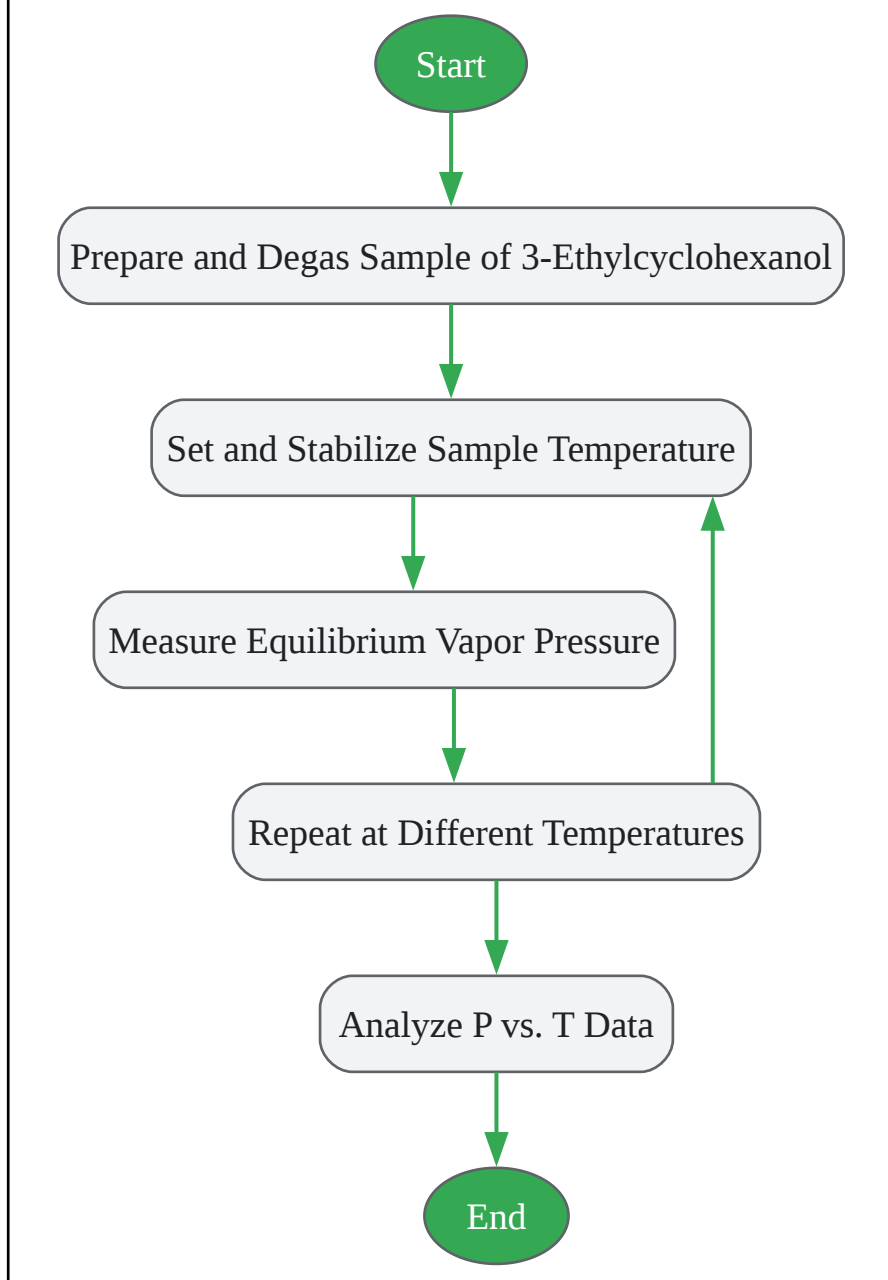 Start
Prepare and Degas Sample of 3-Ethylcyclohexanol
Set and Stabilize Sample Temperature
Measure Equilibrium Vapor Pressure
Repeat at Different Temperatures
Analyze P vs. T Data
End